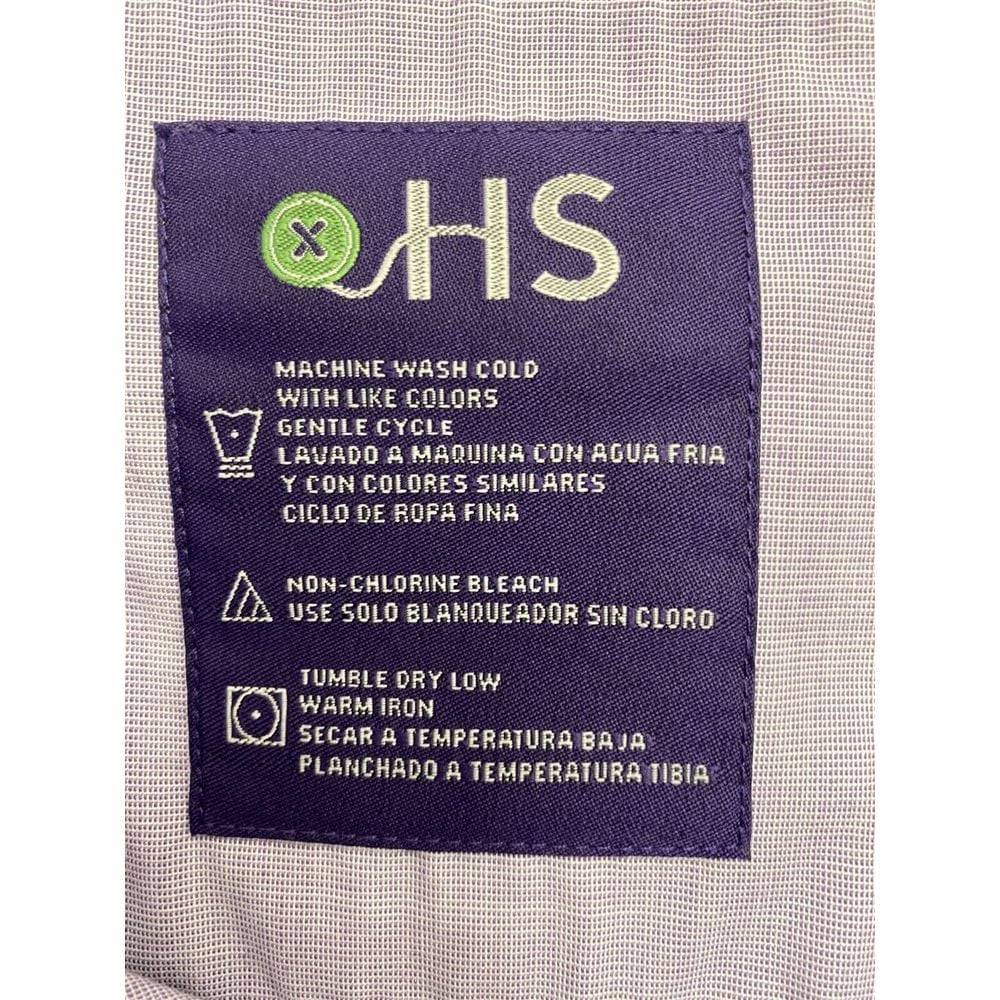 HS
MACHINE WASH COLD
WITH LIKE COLORS
GENTLE CYCLE
LAVADO A MAQUINA CON AGUA FRIA
Y CON COLORES SIMILARES
CICLO DE ROPA FINA
NON-CHLORINE BLEACH
USE SOLO BLANQUEADOR SIN CLORO
TUMBLE DRY LOW
WARM IRON
SECAR A TEMPERATURA BAJA
PLANCHADO A TEMPERATURA TIBIA